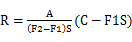 R = A/((F2−F1)S) (C − F1S)